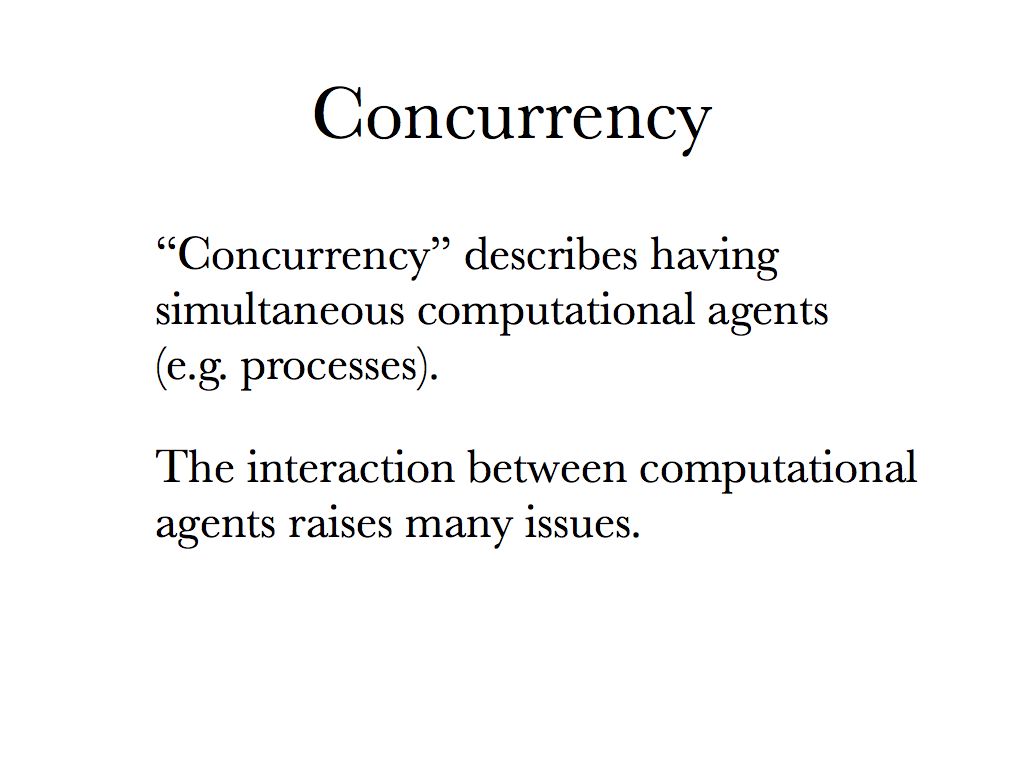 Concurrency
“Concurrency” describes having
simultaneous computational agents
(e.g. processes).
The interaction between computational
agents raises many issues.